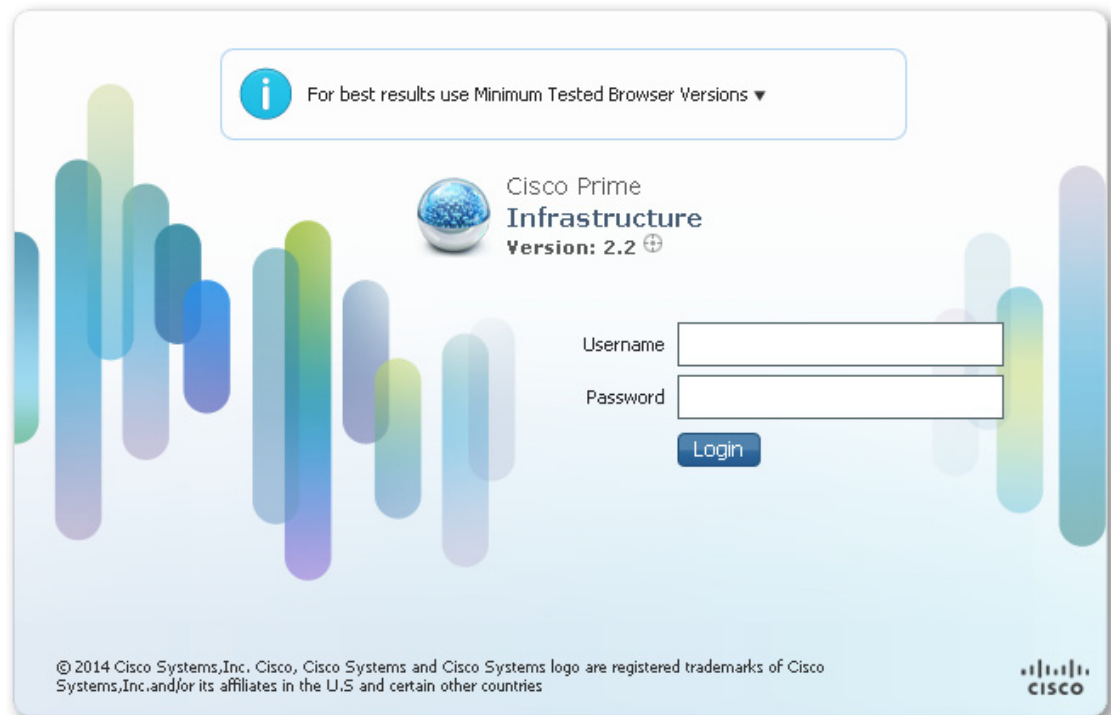 i
For best results use Minimum Tested Browser Versions ▼
Cisco Prime
Infrastructure
Version: 2.2
Username
Password
Login
© 2014 Cisco Systems,Inc. Cisco, Cisco Systems and Cisco Systems logo are registered trademarks of Cisco
Systems,Inc.and/or its affiliates in the U.S and certain other countries
CISCO